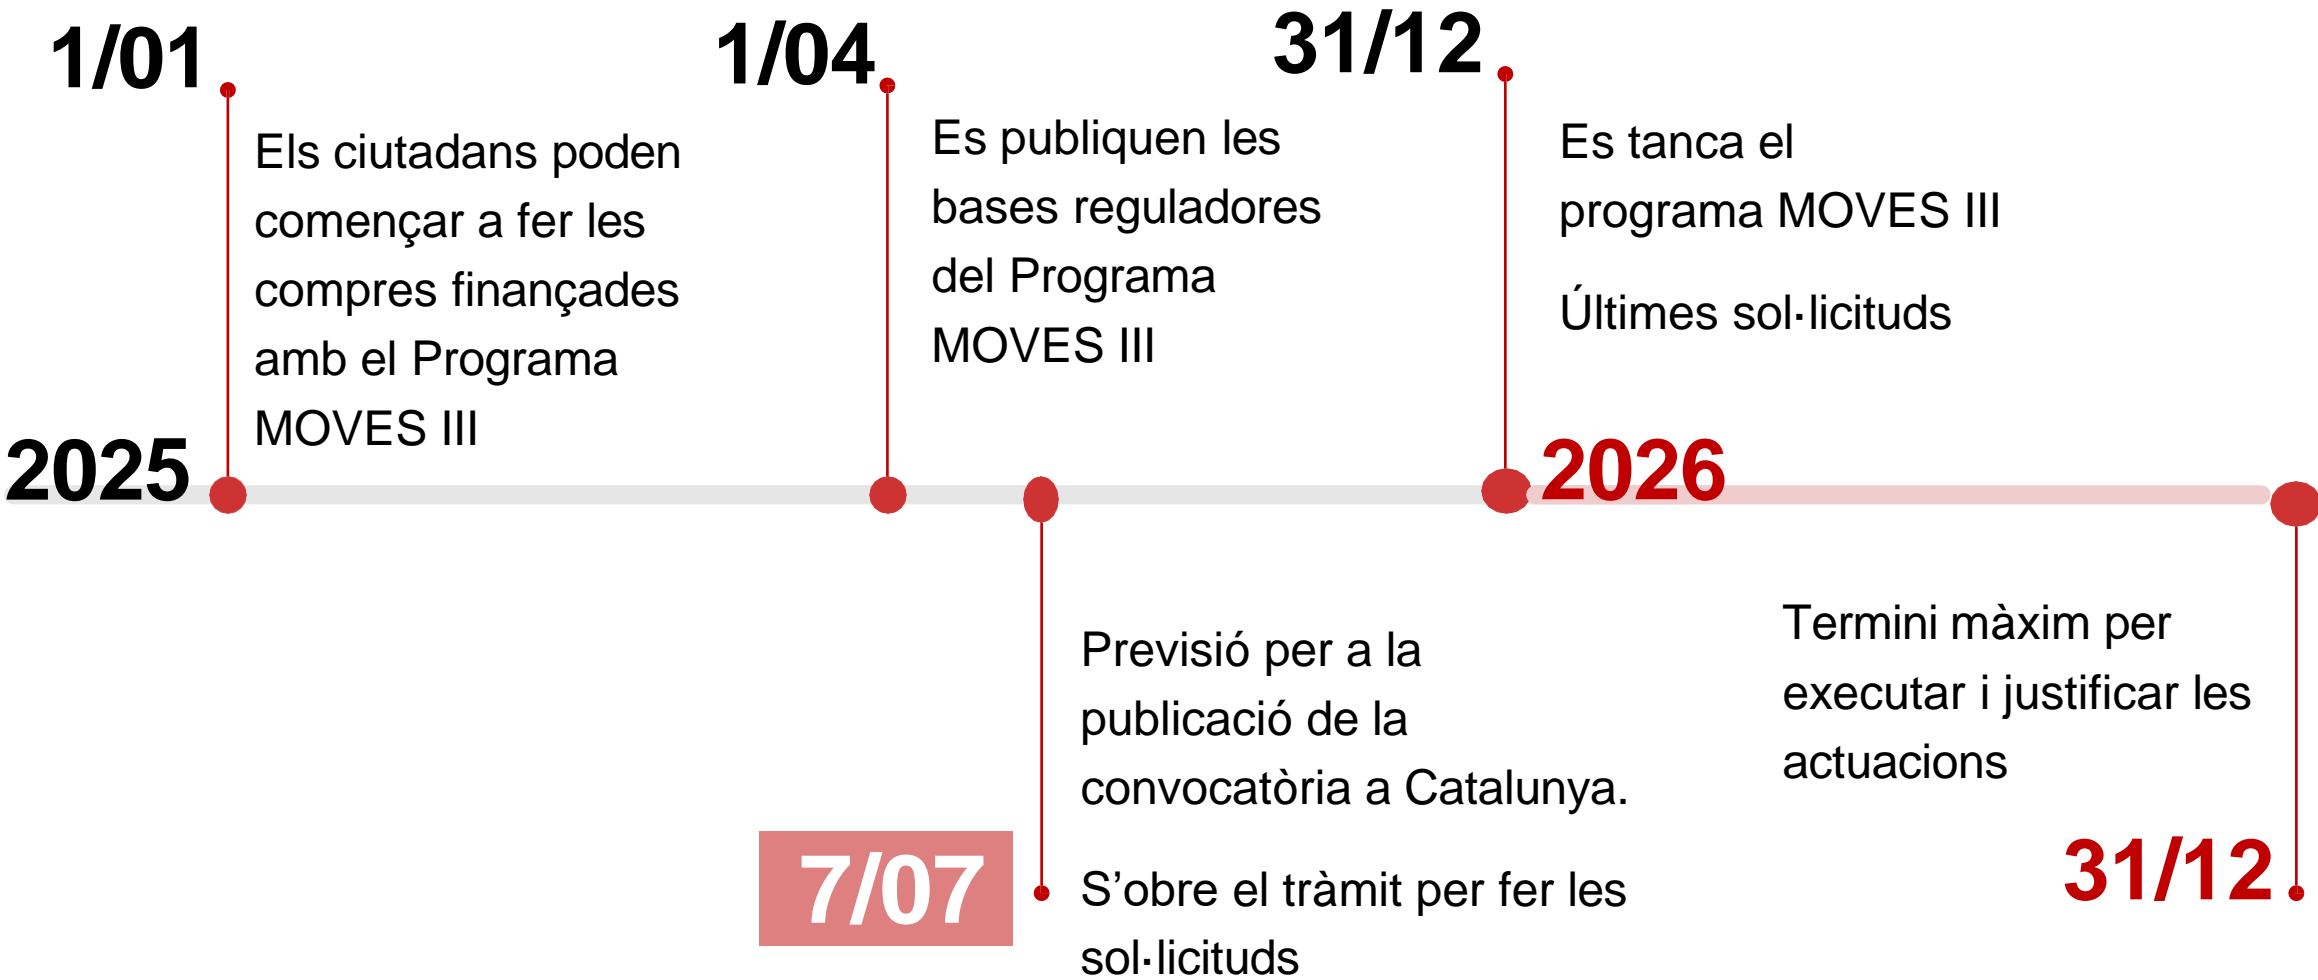 1/01
Els ciutadans poden
començar a fer les
compres finançades
amb el Programa
MOVES III
1/04
Es publiquen les
bases reguladores
del Programa
MOVES III
31/12
Es tanca el
programa MOVES III
Últimes sol·licituds
2025
2026
7/07
Previsió per a la
publicació de la
convocatòria a Catalunya.
S’obre el tràmit per fer les
sol·licituds
Termini màxim per
executar i justificar les
actuacions
31/12